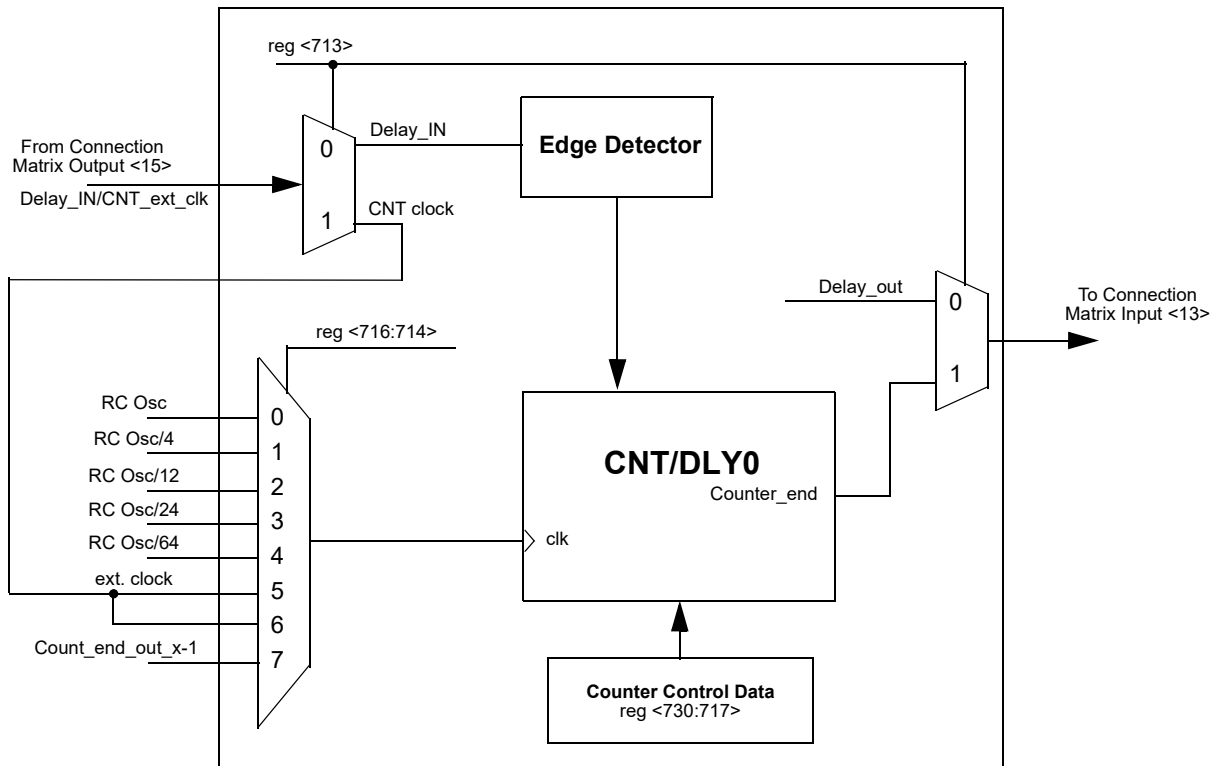 reg <713>
From Connection
Matrix Output <15>
Delay_IN/CNT_ext_clk
0
1
Delay_IN
CNT clock
Edge Detector
Delay_out
0
1
To Connection
Matrix Input <13>
reg <716:714>
RC Osc
RC Osc/4
RC Osc/12
RC Osc/24
RC Osc/64
ext. clock
Count_end_out_x-1
0
1
2
3
4
5
6
7
CNT/DLY0
Counter_end
clk
Counter Control Data
reg <730:717>